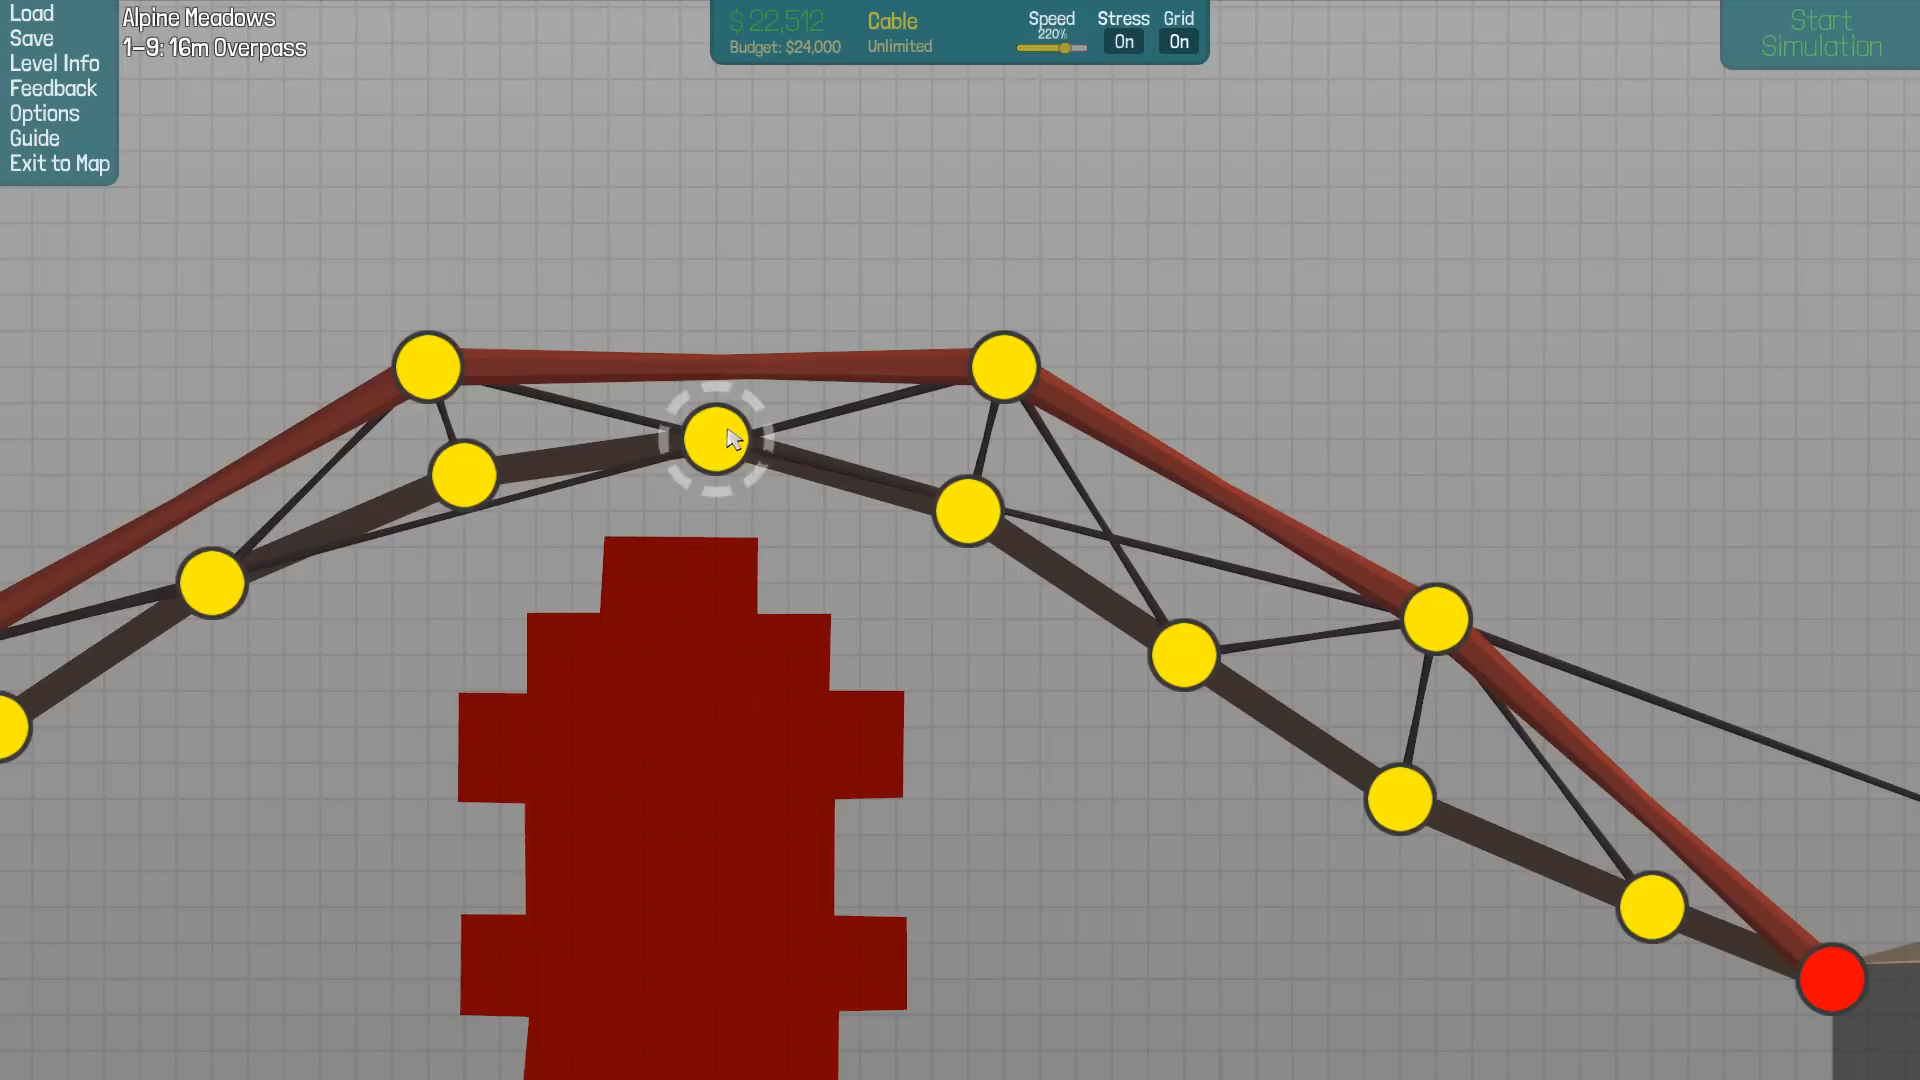 Load
Save
Level Info
Feedback
Options
Guide
Exit to Map
Alpine Meadows
1-9: 16m Overpass
$ 22,512
Budget: $24,000
Cable
Unlimited
Speed
220%
Stress
On
Grid
On
Start
Simulation